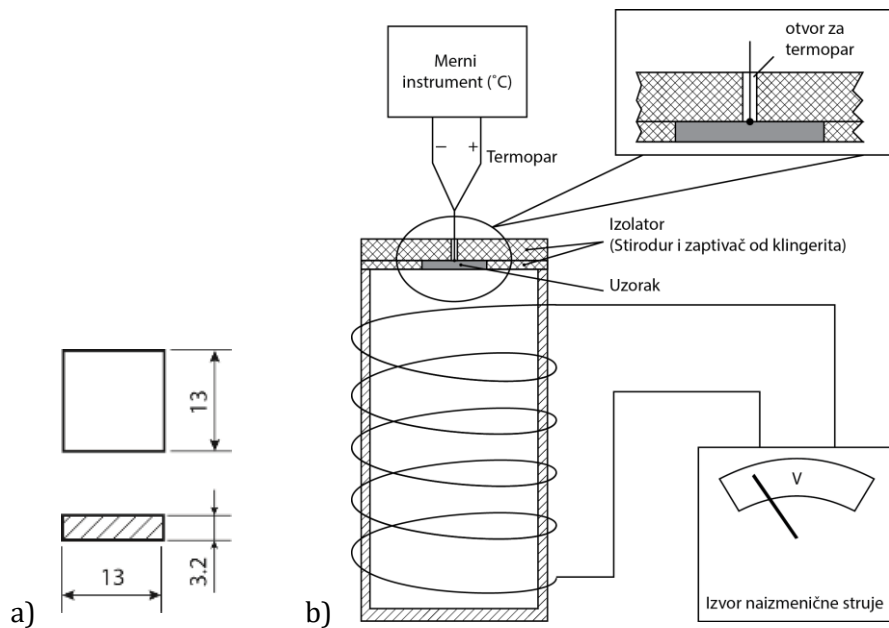 Merni
instrument (˚C)
− +
Termopar
otvor za
termopar
Izolator
(Stirodur i zaptivač od klingerita)
Uzorak
13
13
3.2
V
Izvor naizmenične struje
a)
b)